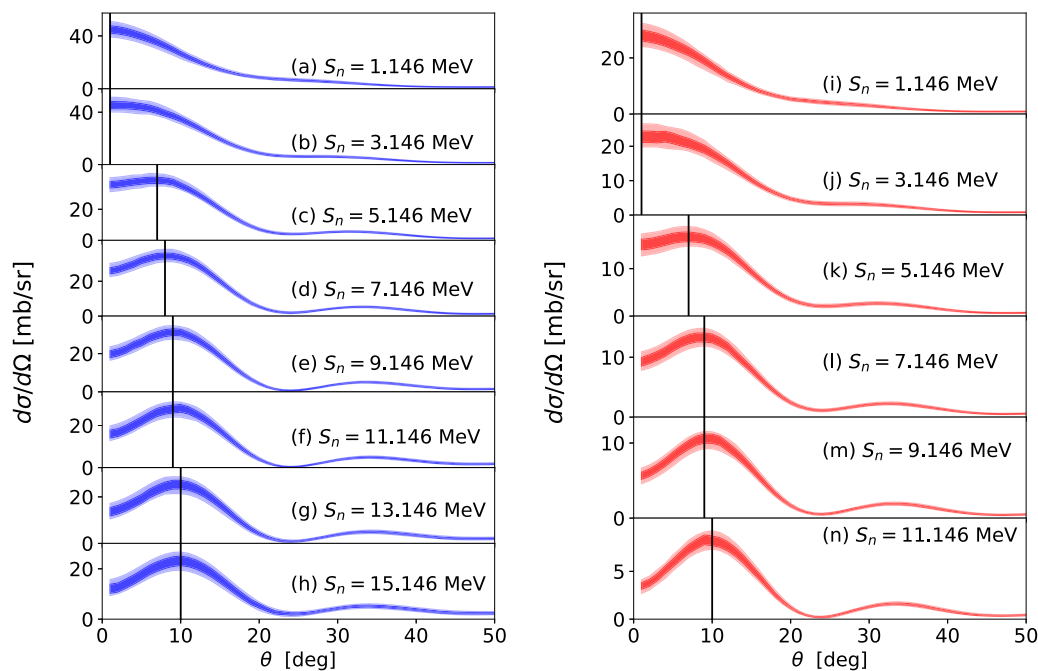 dσ/dΩ [mb/sr]
40
0
(a) Sₙ = 1.146 MeV
40
0
(b) Sₙ = 3.146 MeV
20
0
(c) Sₙ = 5.146 MeV
20
0
(d) Sₙ = 7.146 MeV
20
0
(e) Sₙ = 9.146 MeV
20
0
(f) Sₙ = 11.146 MeV
20
0
(g) Sₙ = 13.146 MeV
20
0
(h) Sₙ = 15.146 MeV
0 10 20 30 40 50
θ [deg]
dσ/dΩ [mb/sr]
20
0
(i) Sₙ = 1.146 MeV
20
10
0
(j) Sₙ = 3.146 MeV
10
0
(k) Sₙ = 5.146 MeV
10
0
(l) Sₙ = 7.146 MeV
10
0
(m) Sₙ = 9.146 MeV
5
0
(n) Sₙ = 11.146 MeV
0 10 20 30 40 50
θ [deg]